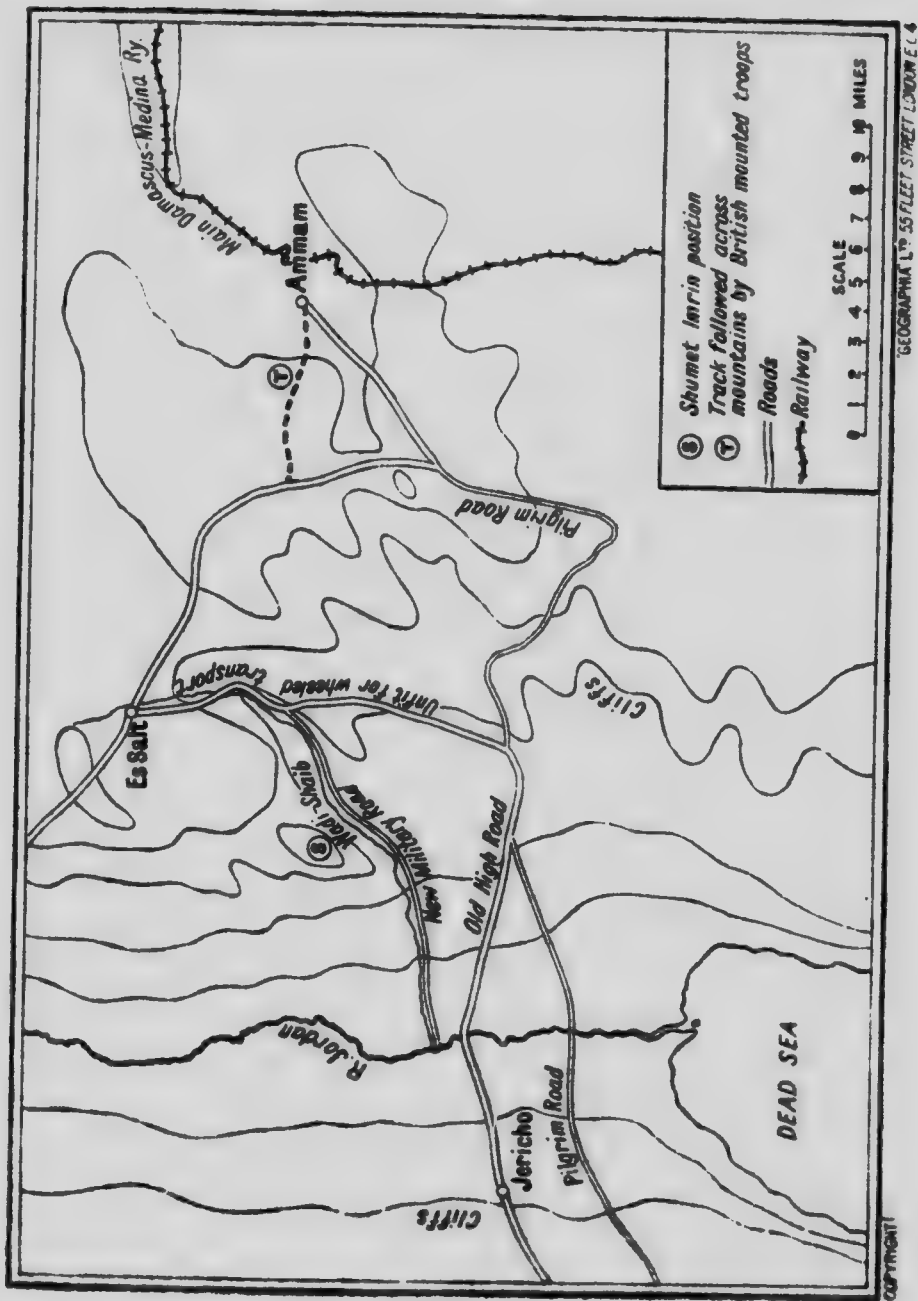 Main Damascus-Medina Ry.
Amman
T
Es Salt
transport
Unfit for wheeled
Wadi-Shaib
S
New Military Road
Old High Road
Pilgrim Road
Cliffs
R. Jordan
Jericho
Pilgrim Road
Cliffs
DEAD SEA
S Shumet Imrin position
T Track followed across
mountains by British mounted troops
Roads
Railway
SCALE
0 1 2 3 4 5 6 7 8 9 10 MILES
COPYRIGHT
GEOGRAPHIA LTD 55 FLEET STREET LONDON E C 4